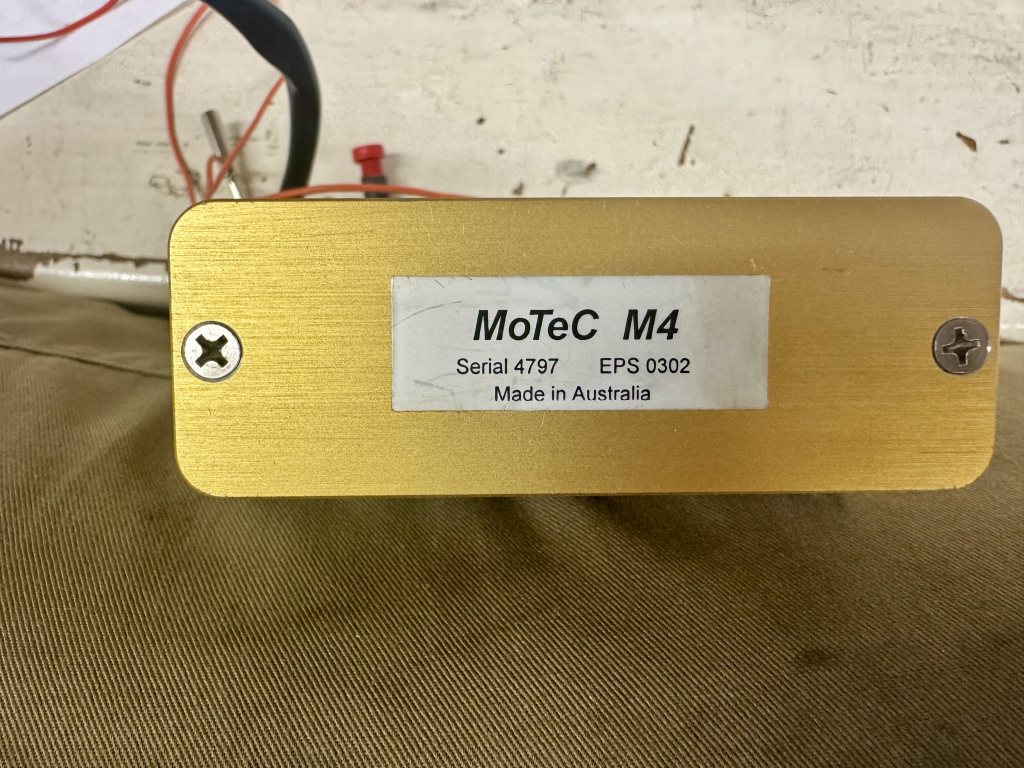 MoTeC M4
Serial 4797 EPS 0302
Made in Australia